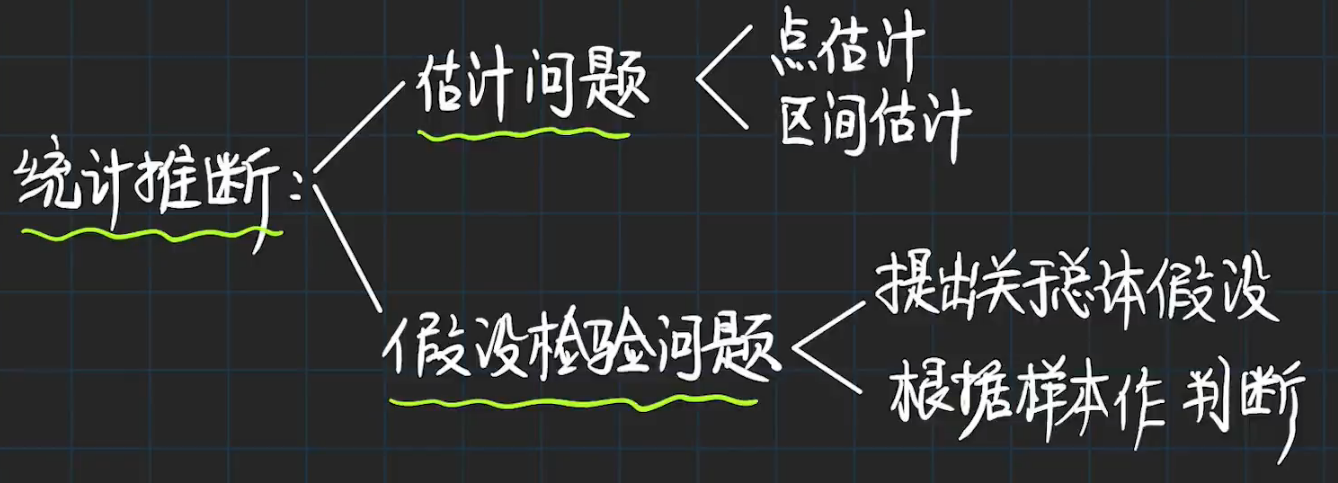 点估计
估计问题
区间估计
统计推断:
提出关于总体假设
假设检验问题
根据样本作判断